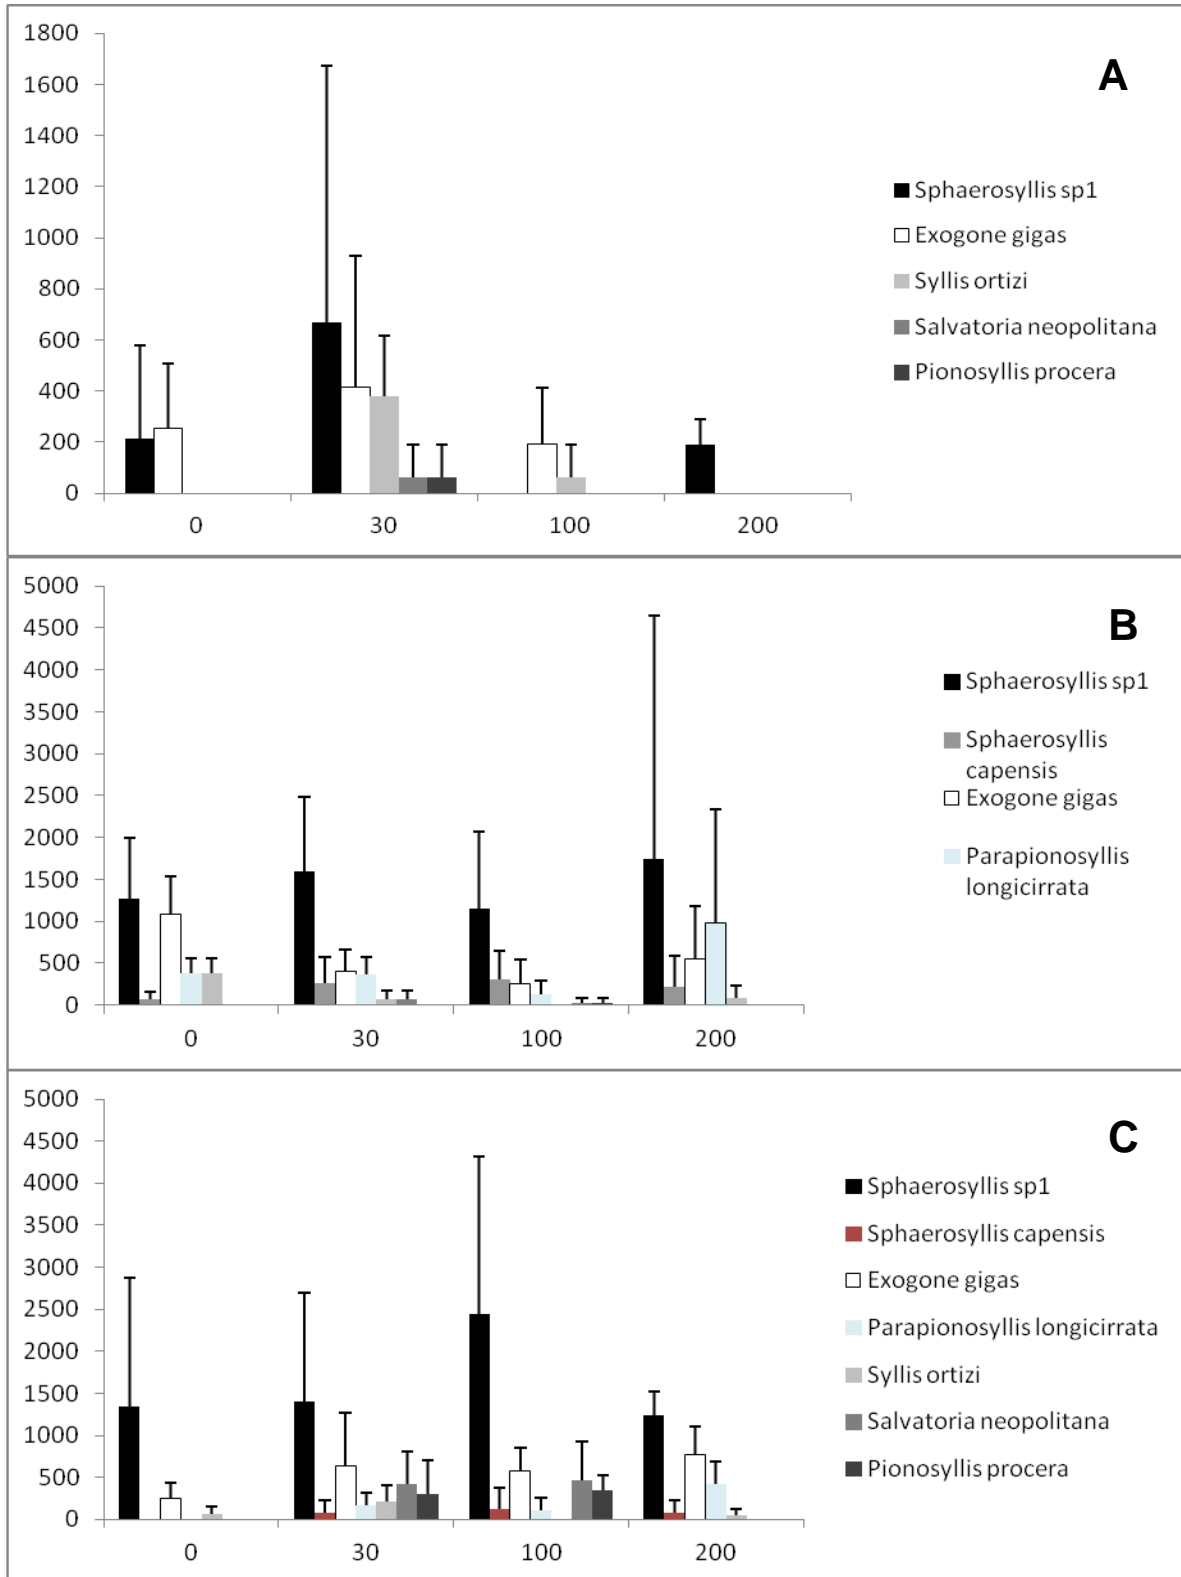 A
1800
1600
1400
1200
1000
800
600
400
200
0
0 30 100 200
Sphaerosyllis sp1
Exogone gigas
Syllis ortizi
Salvatoria neopolitana
Pionosyllis procera
B
5000
4500
4000
3500
3000
2500
2000
1500
1000
500
0
0 30 100 200
Sphaerosyllis sp1
Sphaerosyllis
capensis
Exogone gigas
Parapionosyllis
longicirrata
C
5000
4500
4000
3500
3000
2500
2000
1500
1000
500
0
0 30 100 200
Sphaerosyllis sp1
Sphaerosyllis capensis
Exogone gigas
Parapionosyllis longicirrata
Syllis ortizi
Salvatoria neopolitana
Pionosyllis procera